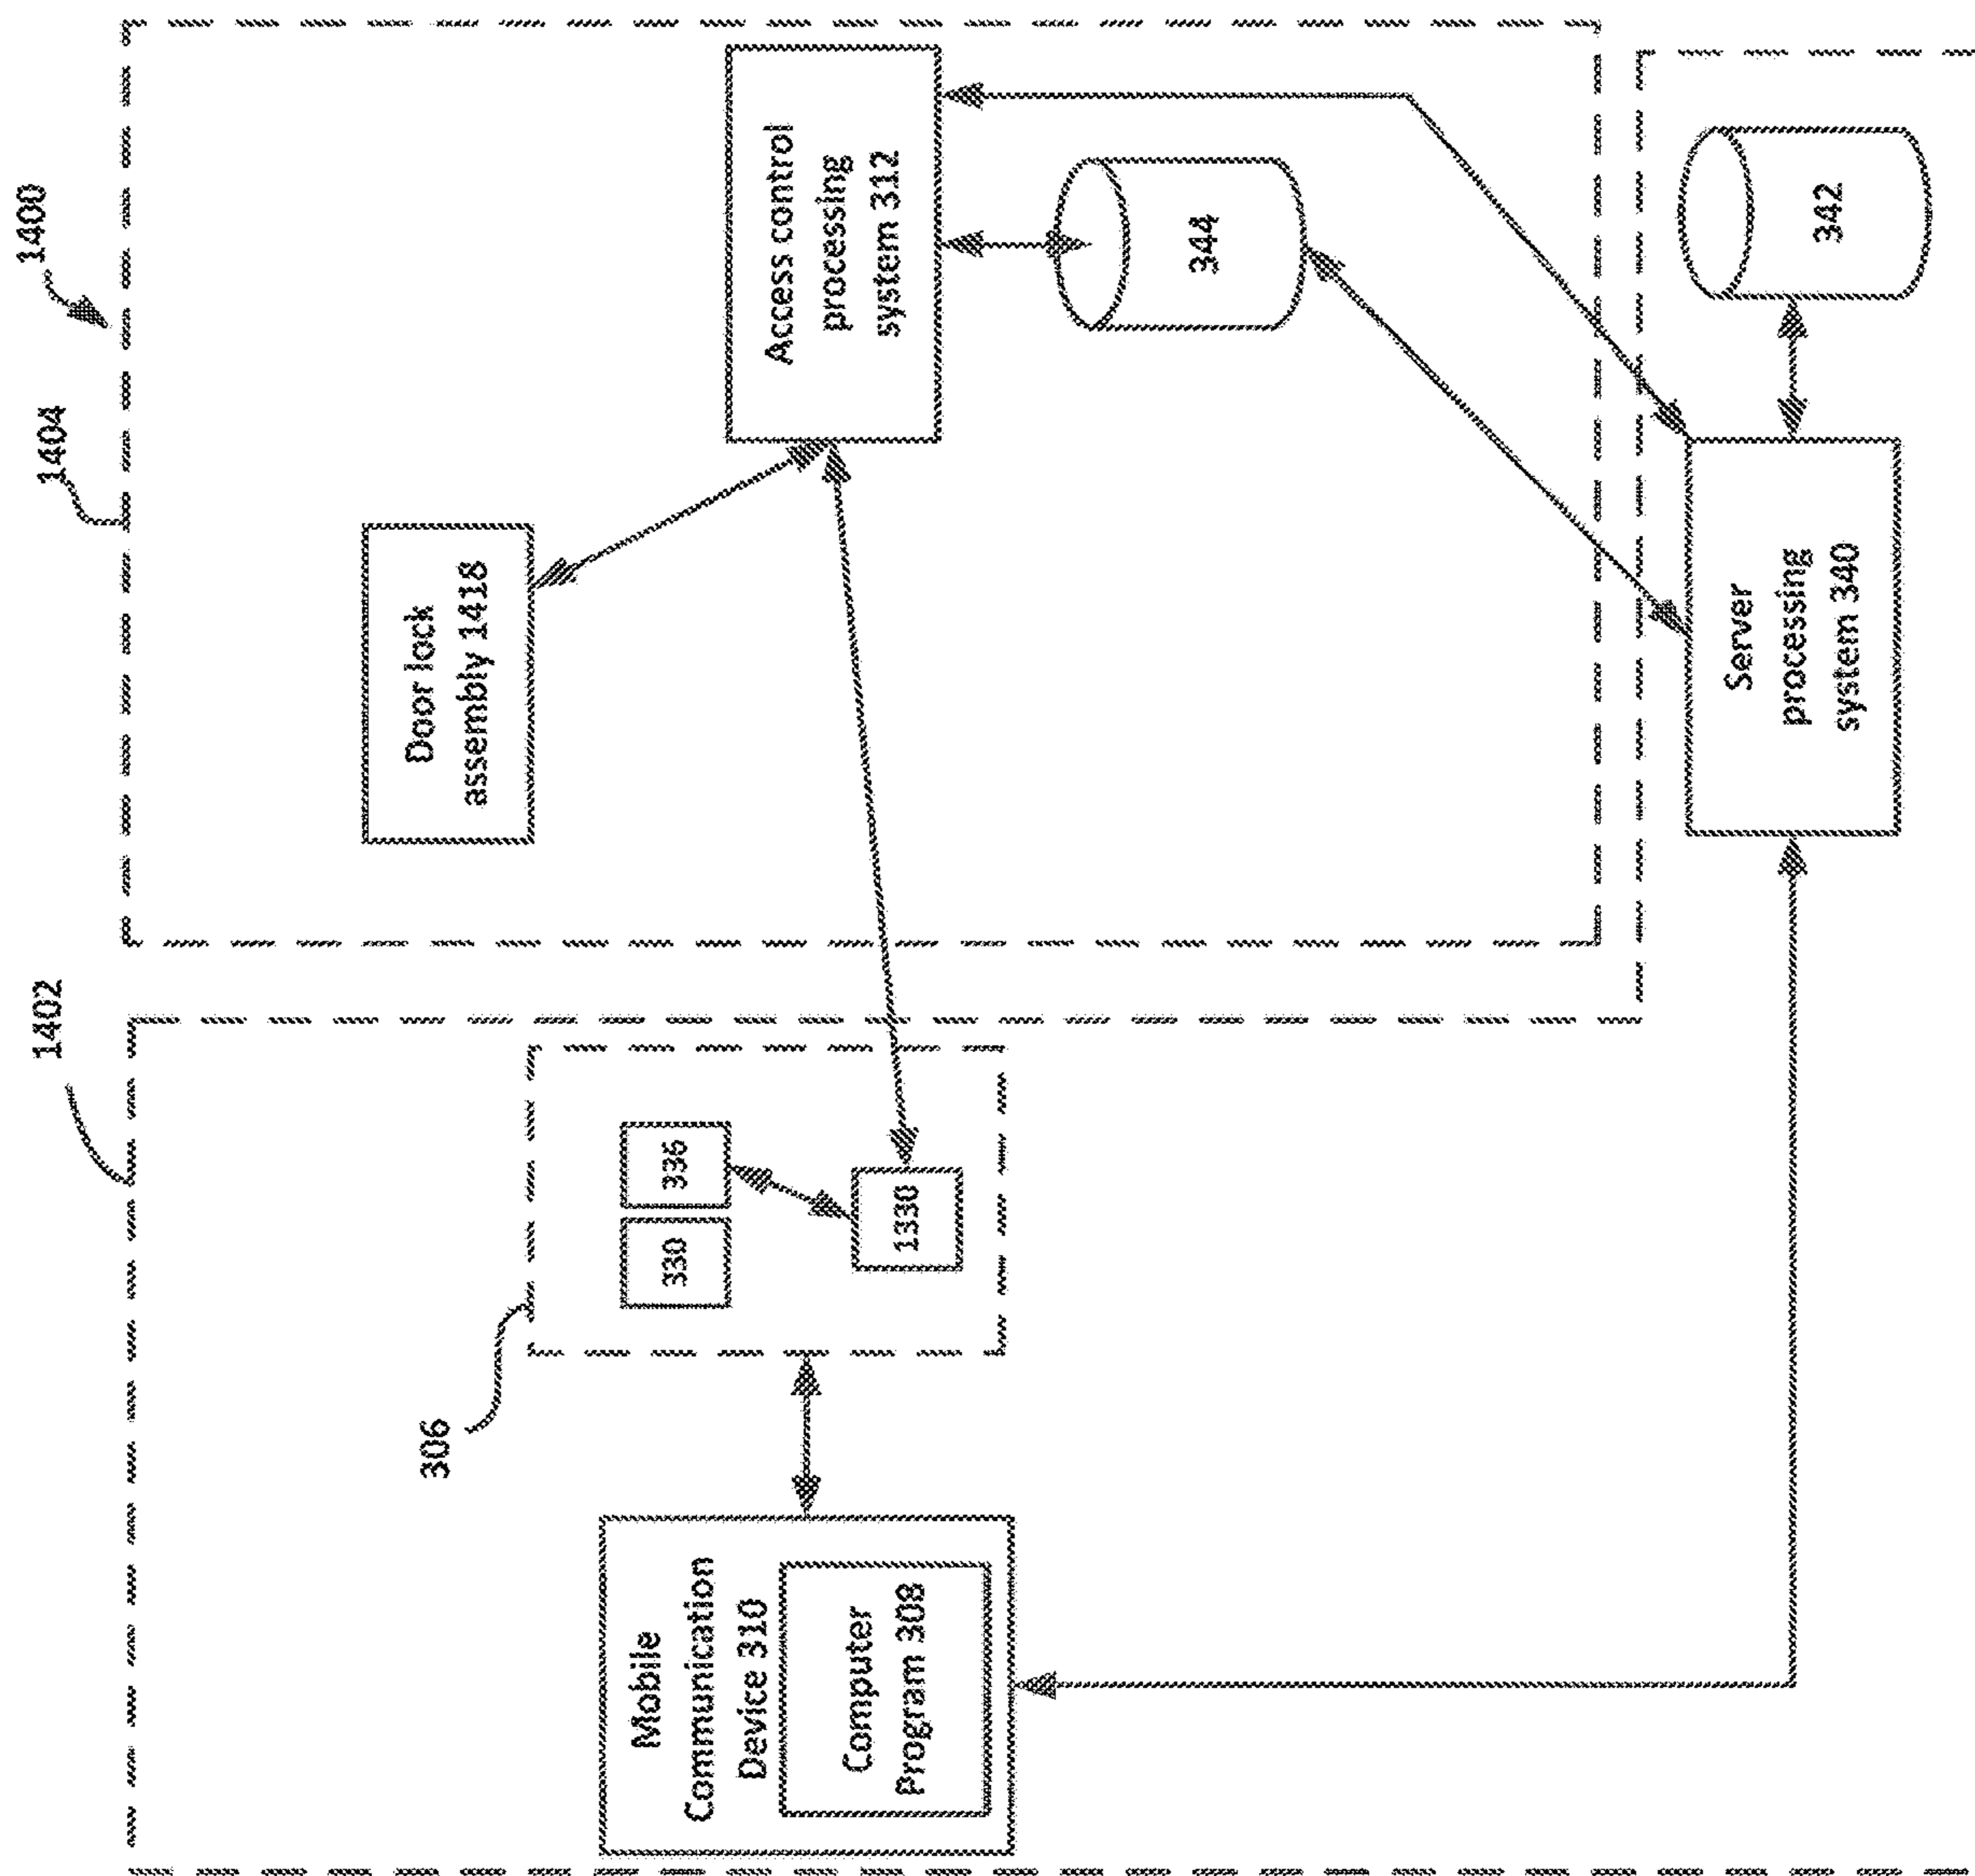 1400
1404
1402
306
Door lock
assembly 1418
Access control
processing
system 312
344
342
336
330
1330
Mobile
Communication
Device 310
Computer
Program 308
Server
processing
system 340